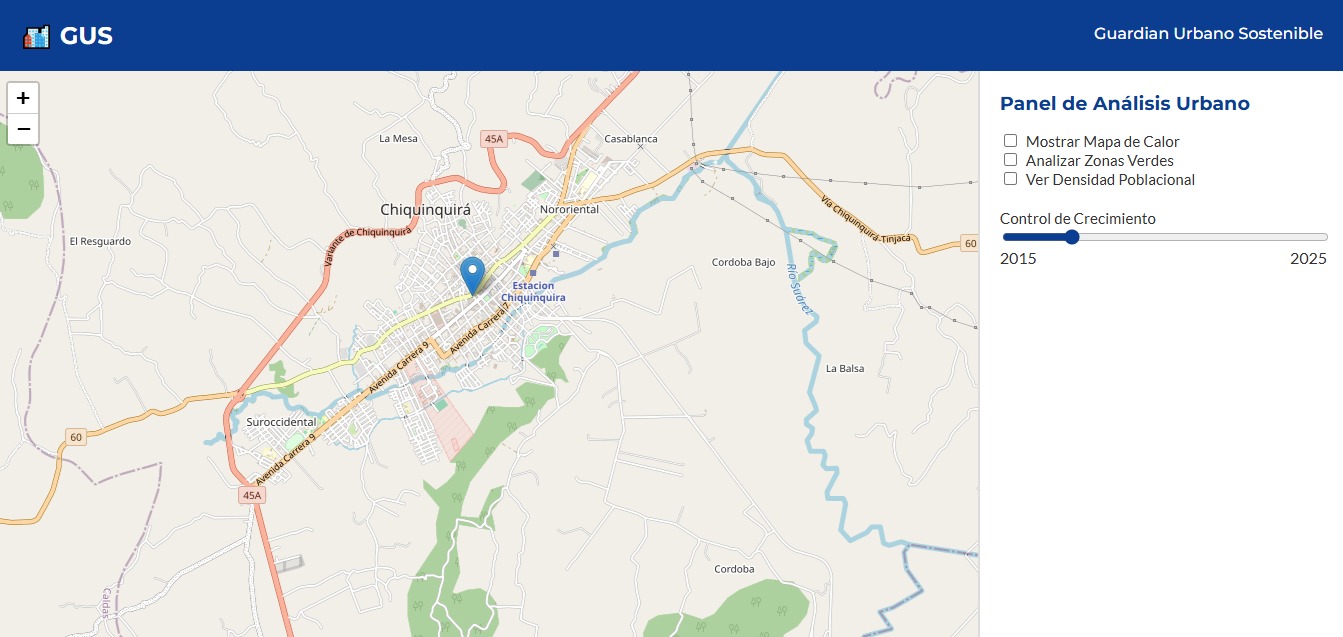 GUS
Guardian Urbano Sostenible
+
−
La Mesa
45A
Casablanca
Chiquinquirá
Nororiental
Variante de Chiquinquirá
El Resguardo
Vía Chiquinquirá-Tinjacá
60
Cordoba Bajo
Río Suárez
Estacion
Chiquinquira
Avenida Carrera 7
Avenida Carrera 9
La Balsa
Suroccidental
60
Avenida Carrera 9
45A
Cordoba
Caldas
Panel de Análisis Urbano
Mostrar Mapa de Calor
Analizar Zonas Verdes
Ver Densidad Poblacional
Control de Crecimiento
2015
2025